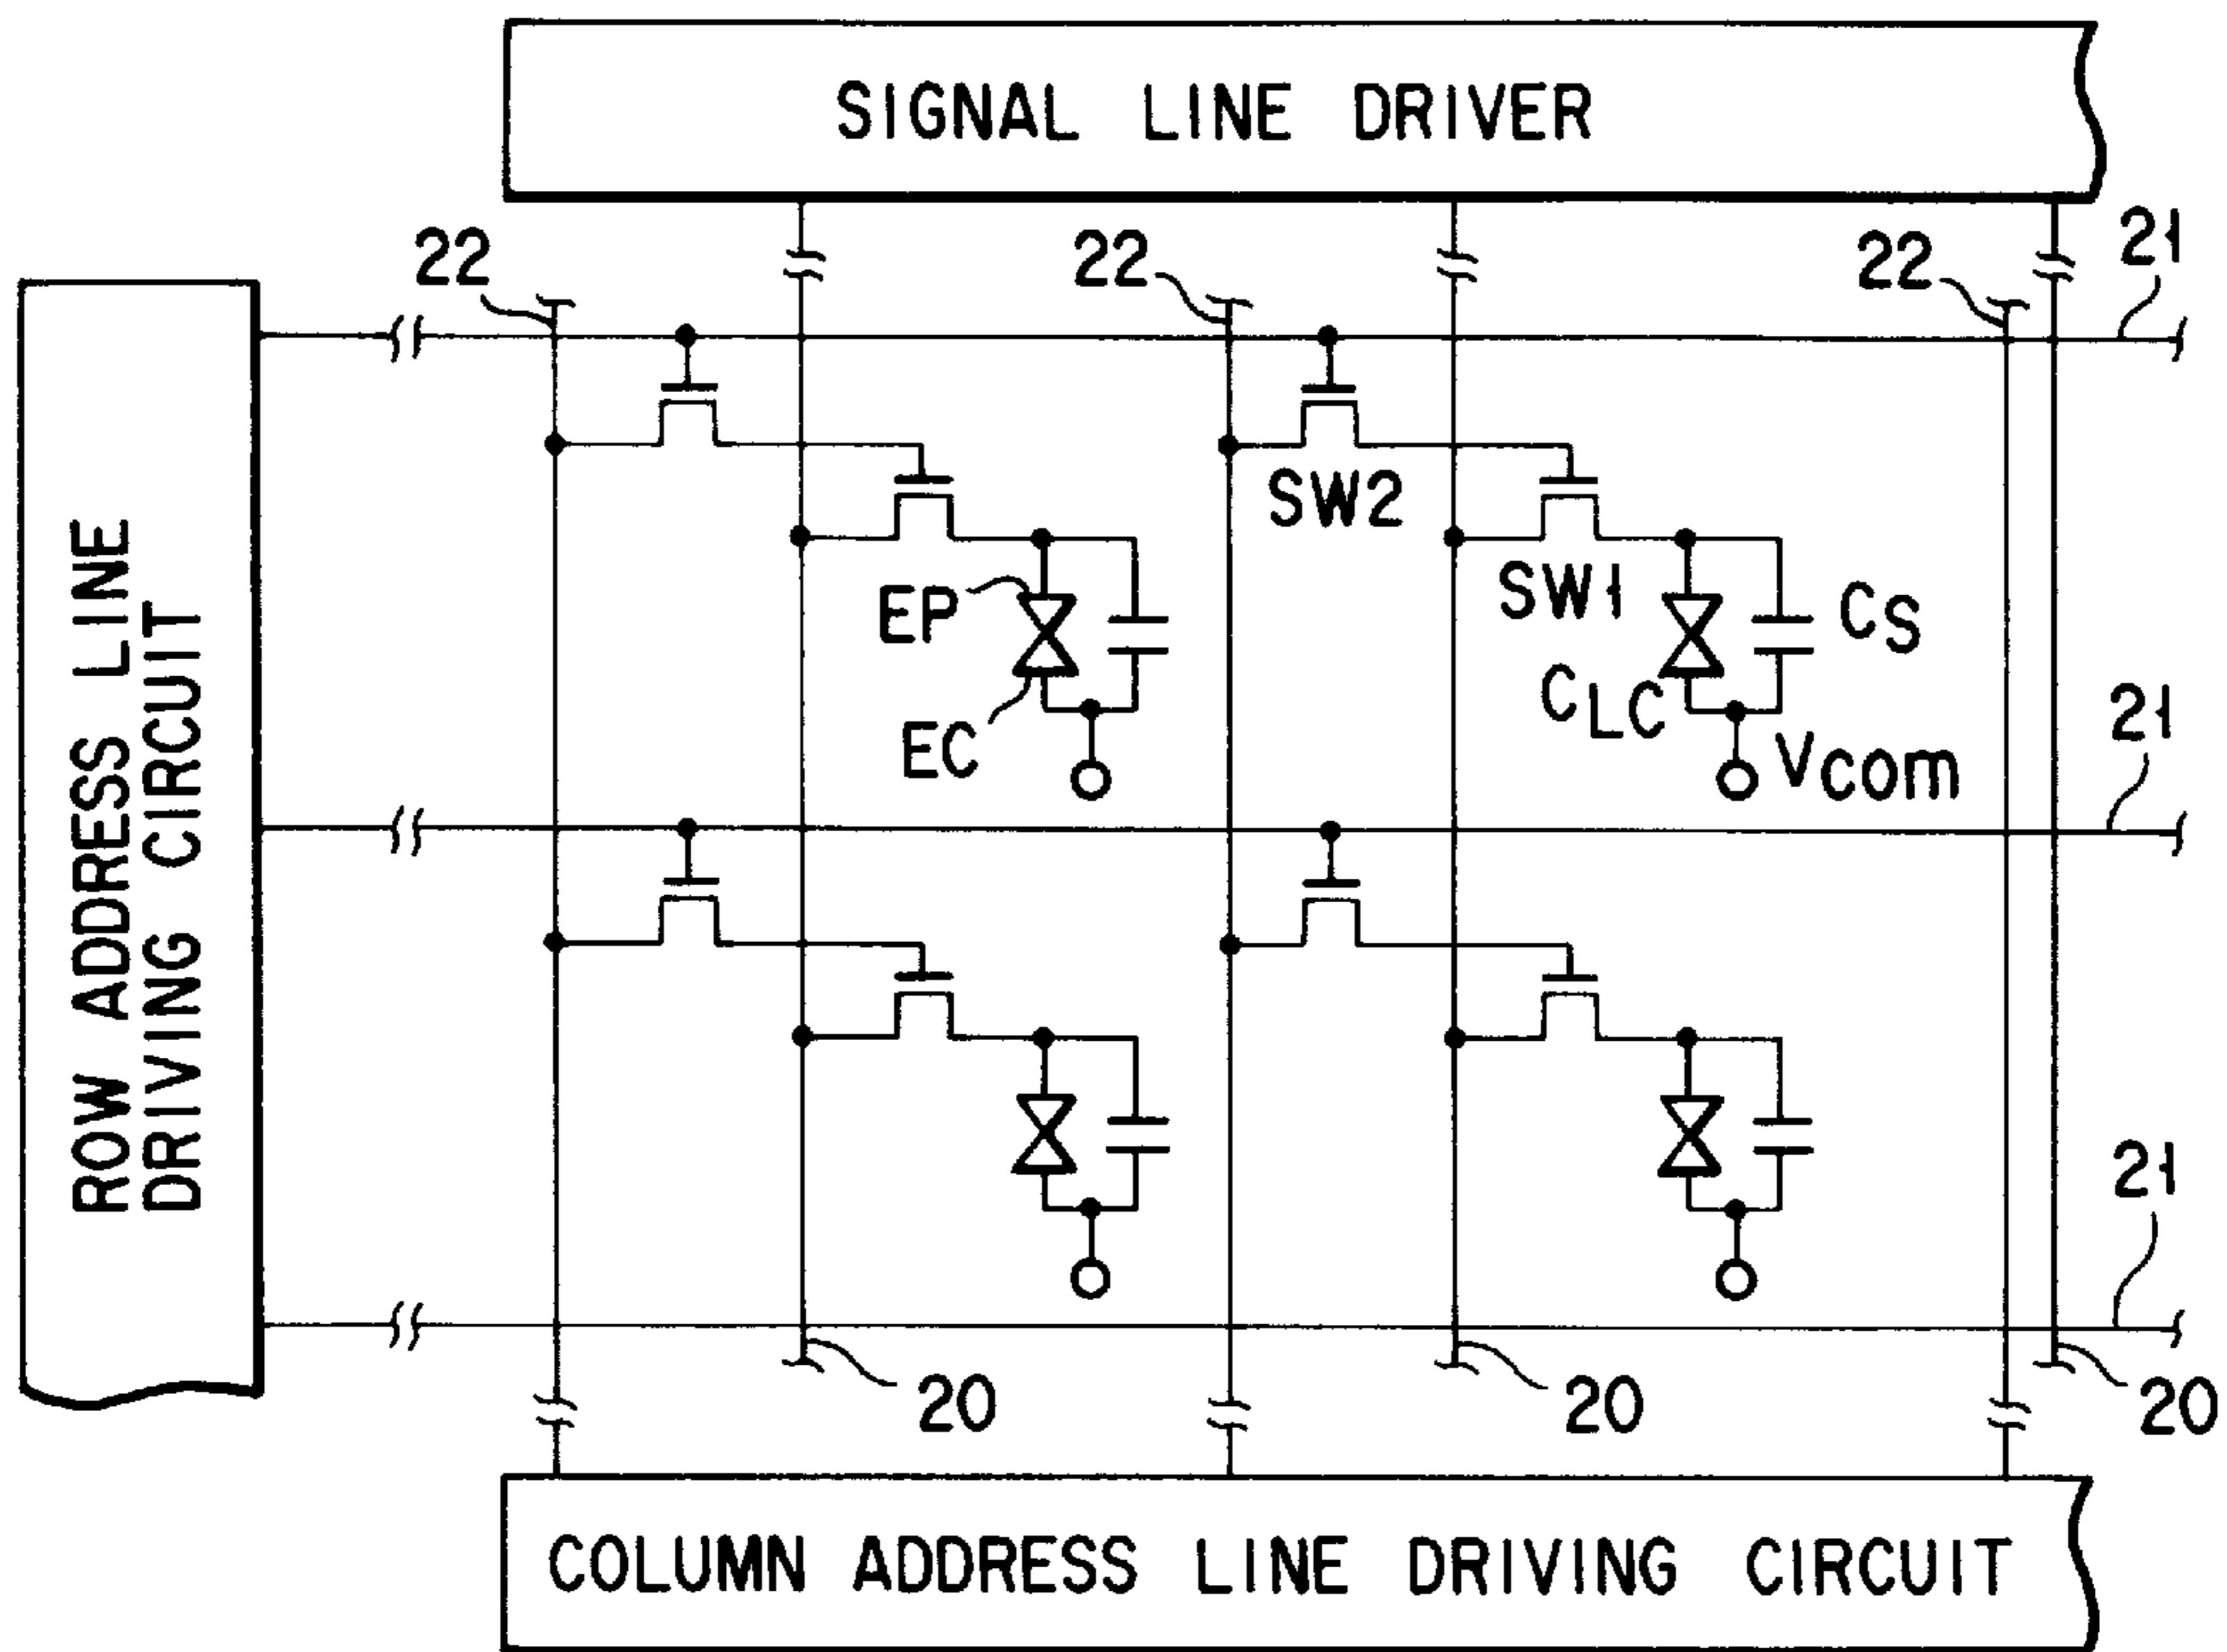 SIGNAL LINE DRIVER
22
22
22
21
ROW ADDRESS LINE
DRIVING CIRCUIT
SW2
EP
SW1
CS
EC
CLC
Vcom
21
21
20
20
20
COLUMN ADDRESS LINE DRIVING CIRCUIT